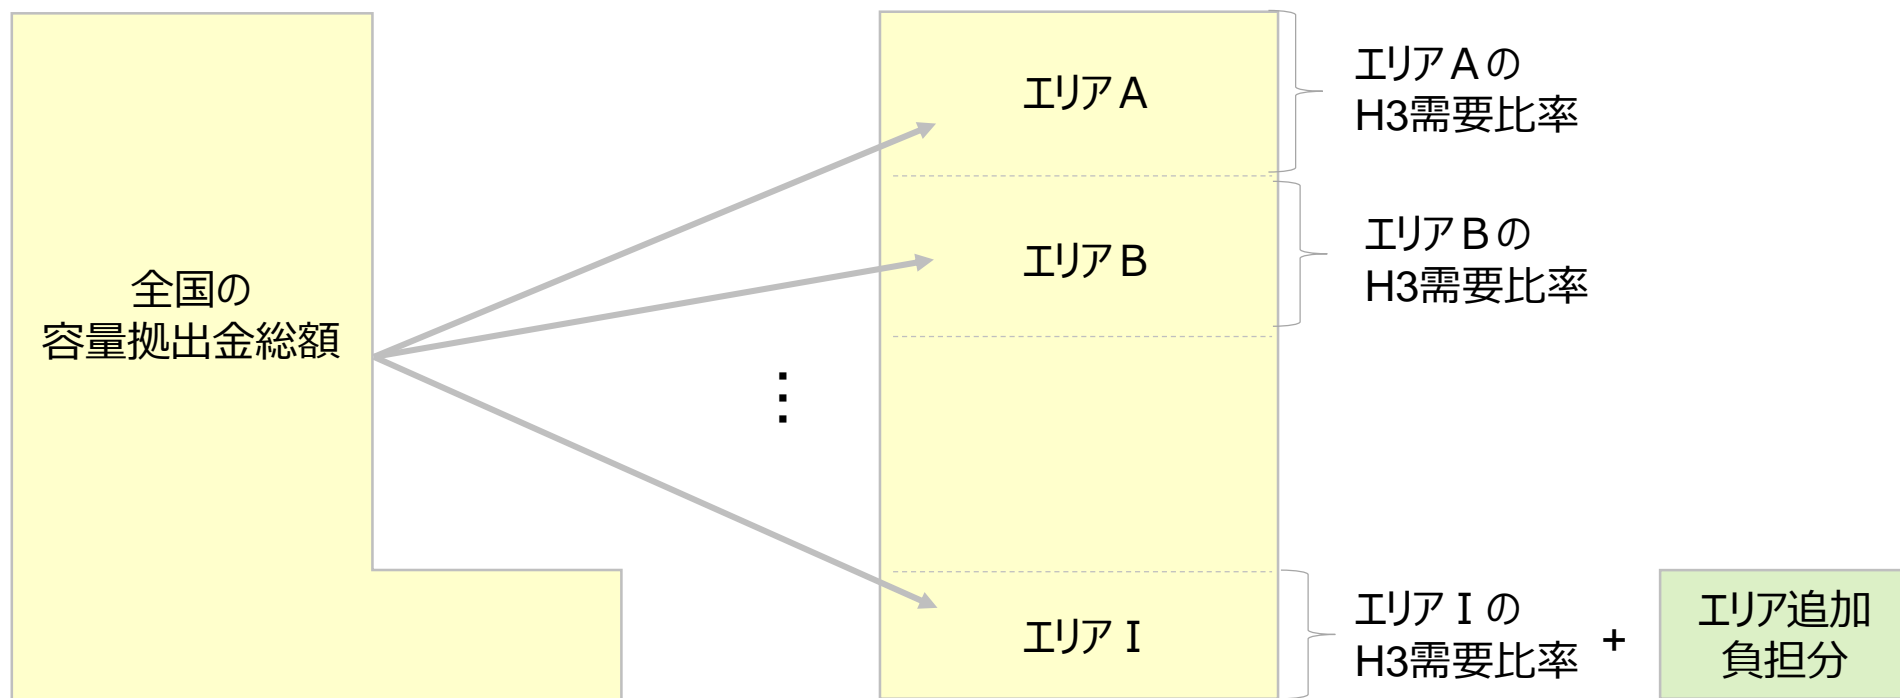 全国の
容量拠出金総額
エリアA
エリアAの
H3需要比率
エリアB
エリアBの
H3需要比率
⋮
エリアI
エリアIの
H3需要比率
+
エリア追加
負担分